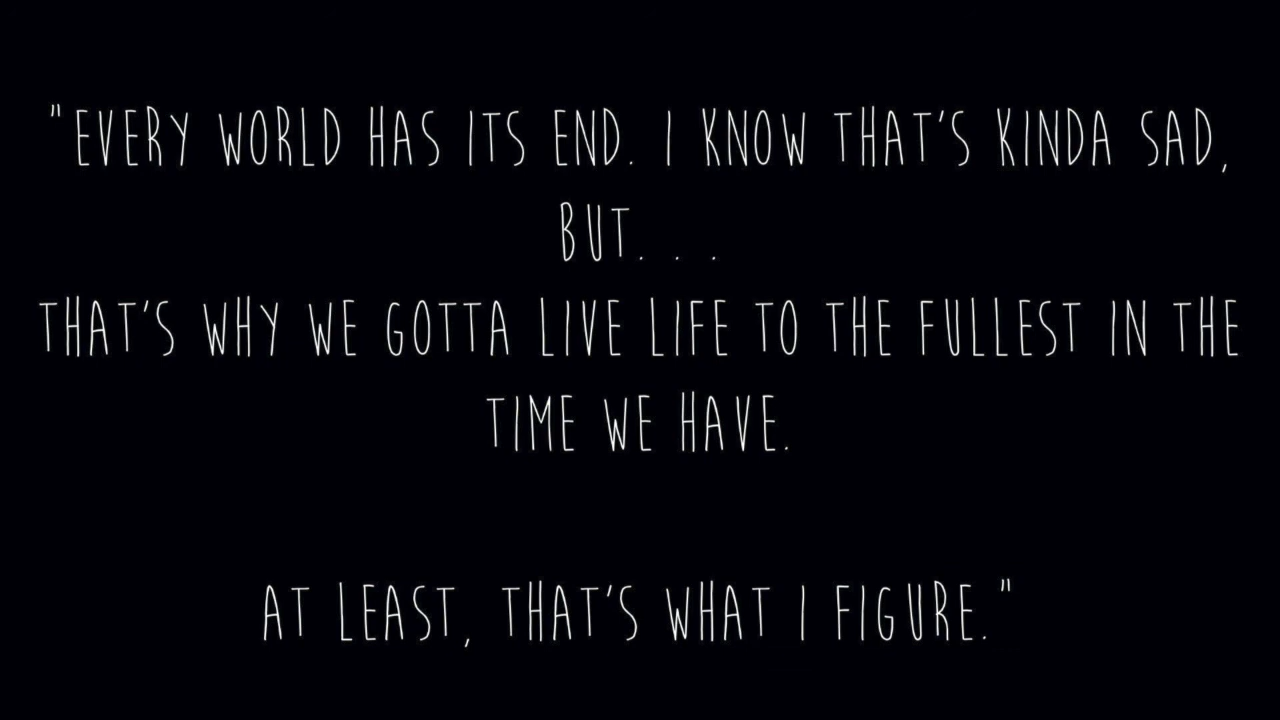 "EVERY WORLD HAS ITS END. I KNOW THAT'S KINDA SAD,
BUT. . .
THAT'S WHY WE GOTTA LIVE LIFE TO THE FULLEST IN THE
TIME WE HAVE.
AT LEAST, THAT'S WHAT I FIGURE."